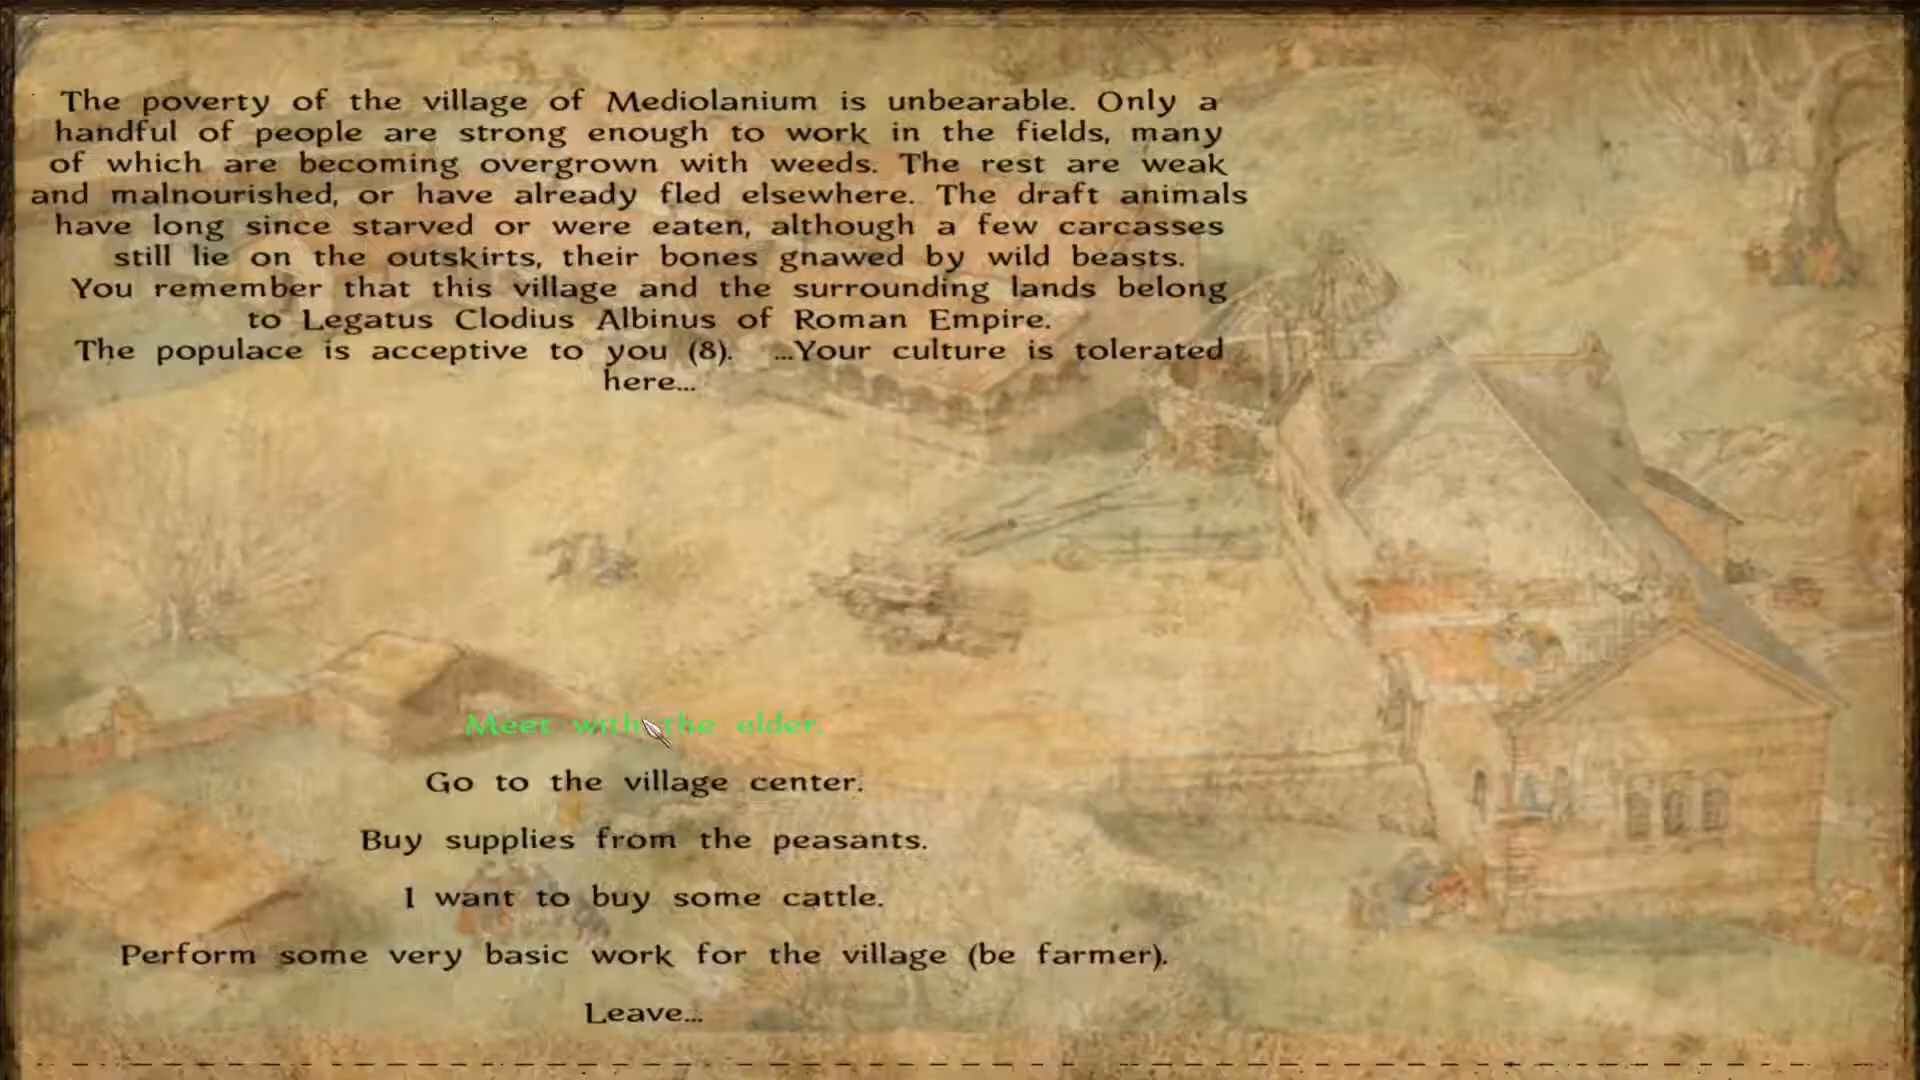 The poverty of the village of Mediolanium is unbearable. Only a
handful of people are strong enough to work in the fields, many
of which are becoming overgrown with weeds. The rest are weak
and malnourished, or have already fled elsewhere. The draft animals
have long since starved or were eaten, although a few carcasses
still lie on the outskirts, their bones gnawed by wild beasts.
You remember that this village and the surrounding lands belong
to Legatus Clodius Albinus of Roman Empire.
The populace is acceptive to you (8). ...Your culture is tolerated
here...
Meet with the elder.
Go to the village center.
Buy supplies from the peasants.
I want to buy some cattle.
Perform some very basic work for the village (be farmer).
Leave...